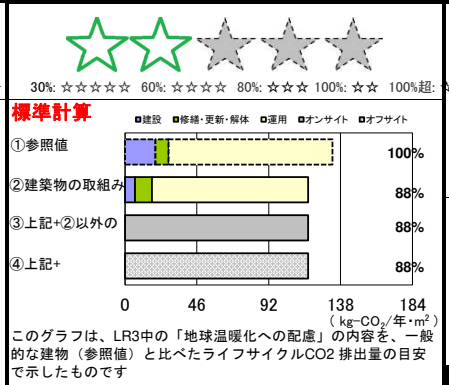 30%: ☆☆☆☆☆ 60%: ☆☆☆☆ 80%: ☆☆☆ 100%: ☆☆ 100%超: ☆
標準計算
■建設 ■修繕・更新・解体 □運用 ■オンサイト ■オフサイト
①参照値 100%
②建築物の取組み 88%
③上記+②以外の 88%
④上記+ 88%
0 46 92 138 184
( kg-CO2/年・m2 )
このグラフは、LR3中の「地球温暖化への配慮」の内容を、一般
的な建物（参照値）と比べたライフサイクルCO2 排出量の目安
で示したものです